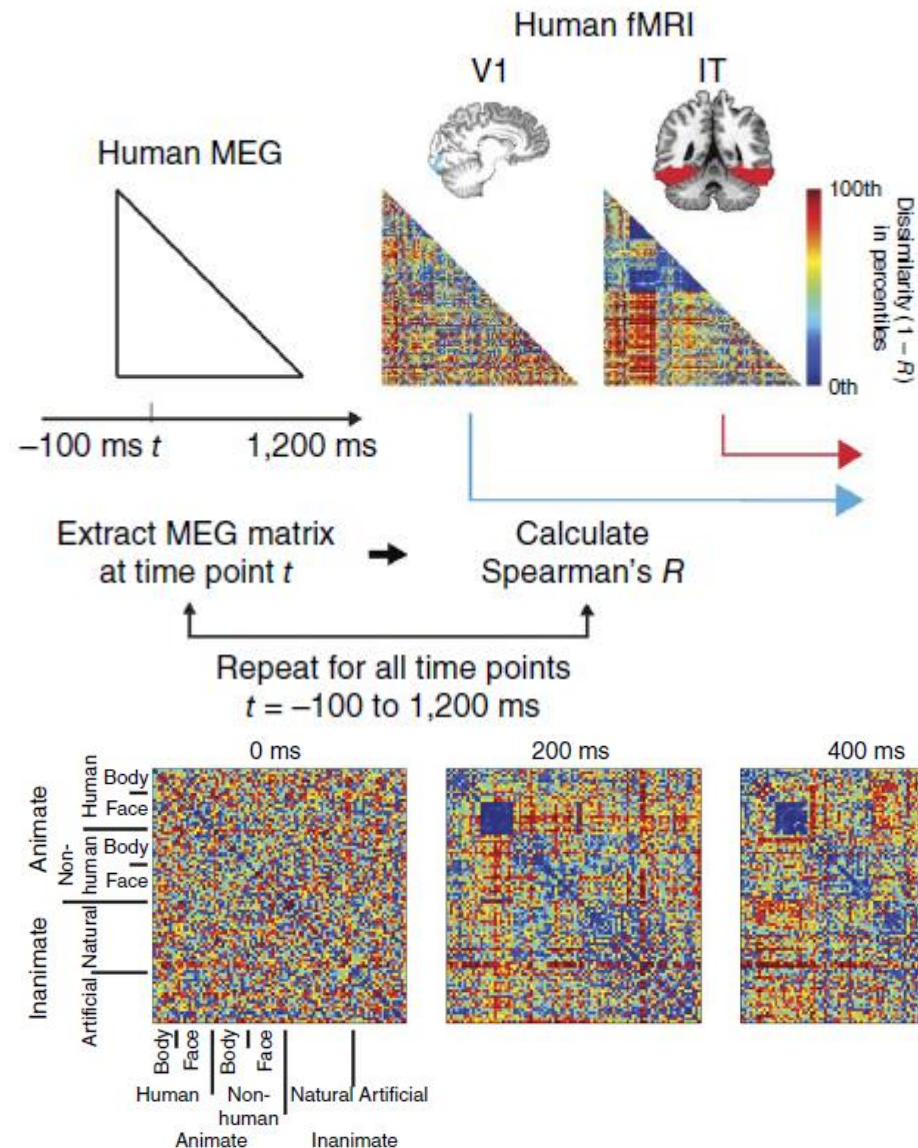 Human fMRI
V1
IT
Human MEG
100th
0th
Dissimilarity (1 – R)
in percentiles
–100 ms t
1,200 ms
Extract MEG matrix
at time point t
Calculate
Spearman's R
Repeat for all time points
t = –100 to 1,200 ms
0 ms
200 ms
400 ms
Animate
Human
Body
Face
Non-
human
Body
Face
Inanimate
Natural
Artificial
Body
Face
Body
Face
Human
Non-
human
Natural
Artificial
Animate
Inanimate